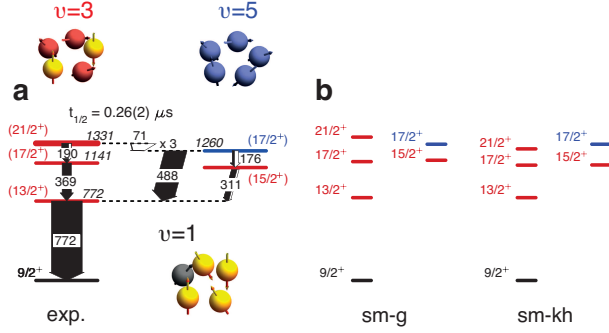 υ=3 υ=5
a b
t1/2 = 0.26(2) μs
(21/2+) 1331 71 x 3 1260 (17/2+)
(17/2+) 190 1141 176
369 488 311 (15/2+)
(13/2+) 772
772 υ=1
9/2+
exp.
21/2+ 17/2+
17/2+ 15/2+
13/2+
9/2+
sm-g
21/2+ 17/2+
17/2+ 15/2+
13/2+
9/2+
sm-kh